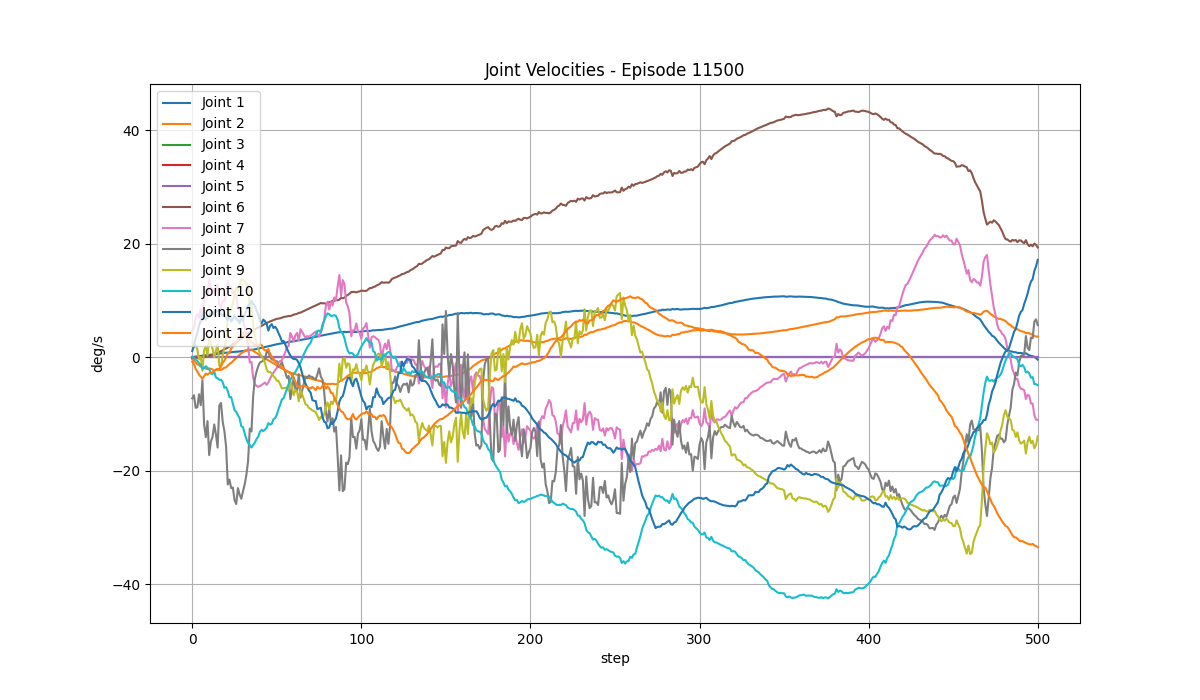 Joint Velocities - Episode 11500
Joint 1
Joint 2
Joint 3
Joint 4
Joint 5
Joint 6
Joint 7
Joint 8
Joint 9
Joint 10
Joint 11
Joint 12
40
20
0
−20
−40
deg/s
0 100 200 300 400 500
step